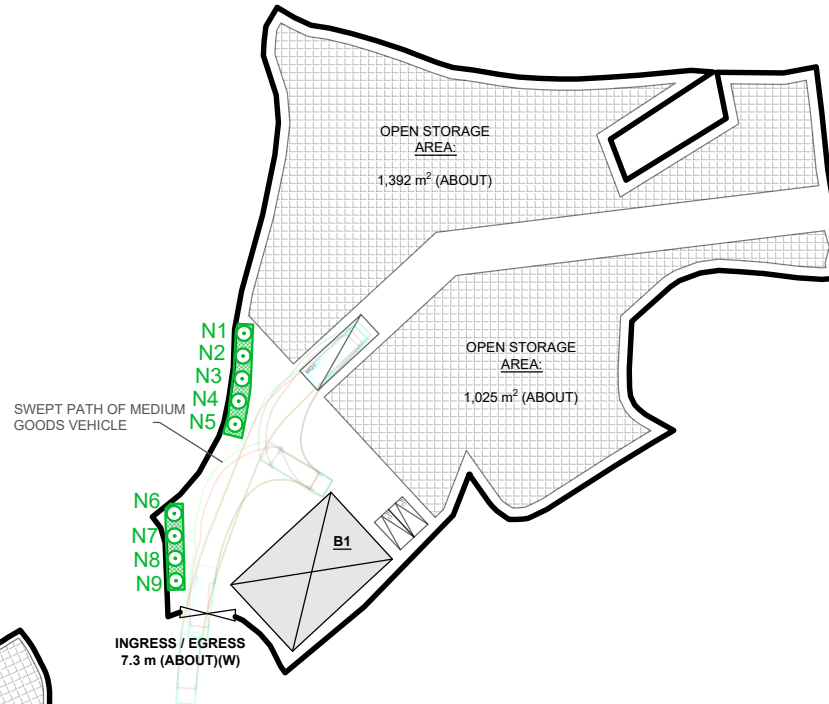 OPEN STORAGE
AREA:
1,392 m² (ABOUT)
OPEN STORAGE
AREA:
1,025 m² (ABOUT)
N1
N2
N3
N4
N5
SWEPT PATH OF MEDIUM
GOODS VEHICLE
MGV
N6
N7
N8
N9
B1
INGRESS / EGRESS
7.3 m (ABOUT)(W)